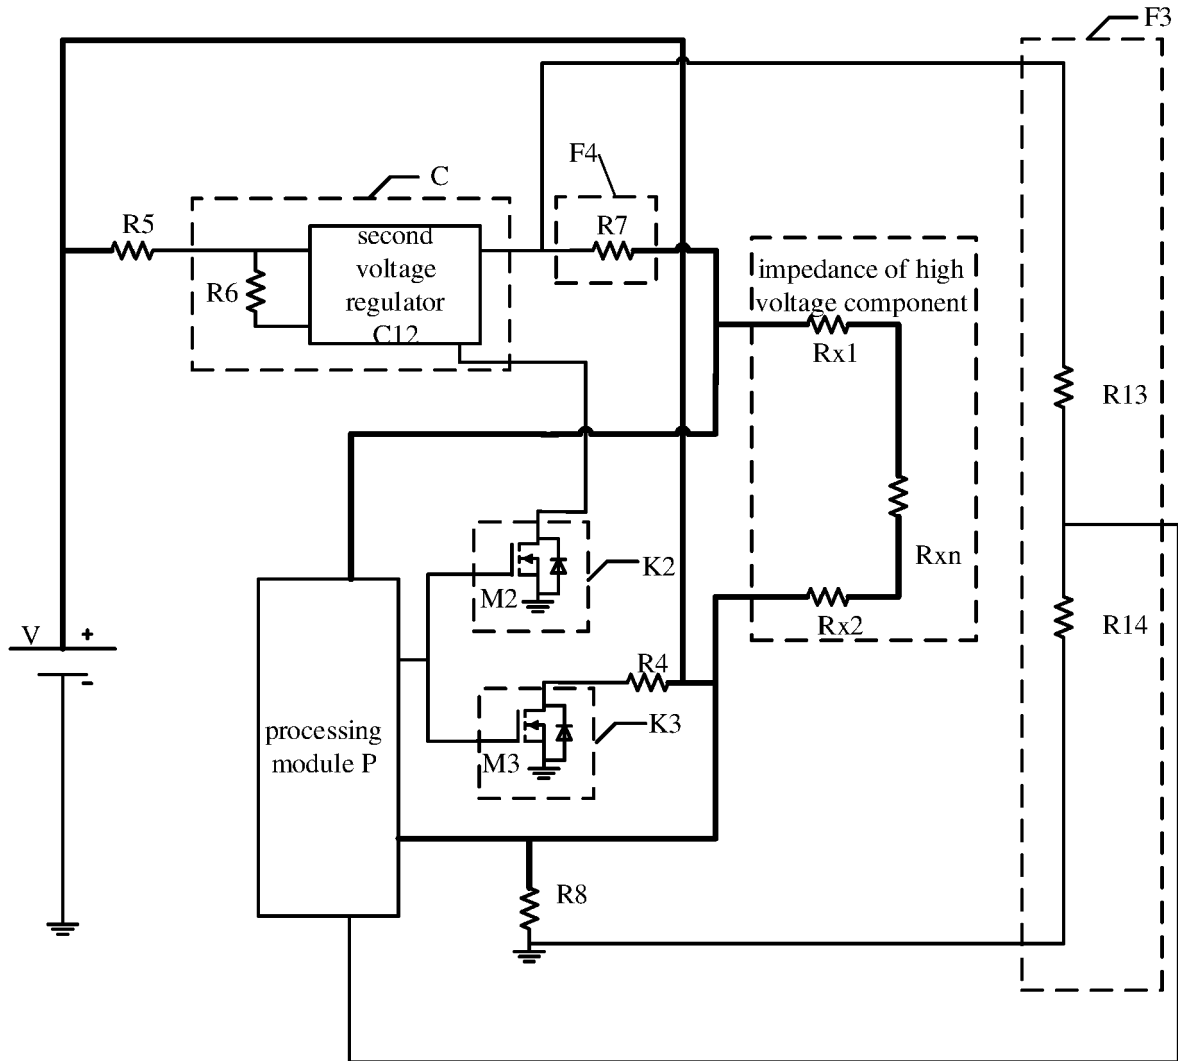 F3
F4
C
R5
second
voltage
regulator
C12
R7
R6
impedance of high
voltage component
Rx1
R13
K2
Rxn
M2
Rx2
R14
V
+
-
R4
processing
module P
K3
M3
R8